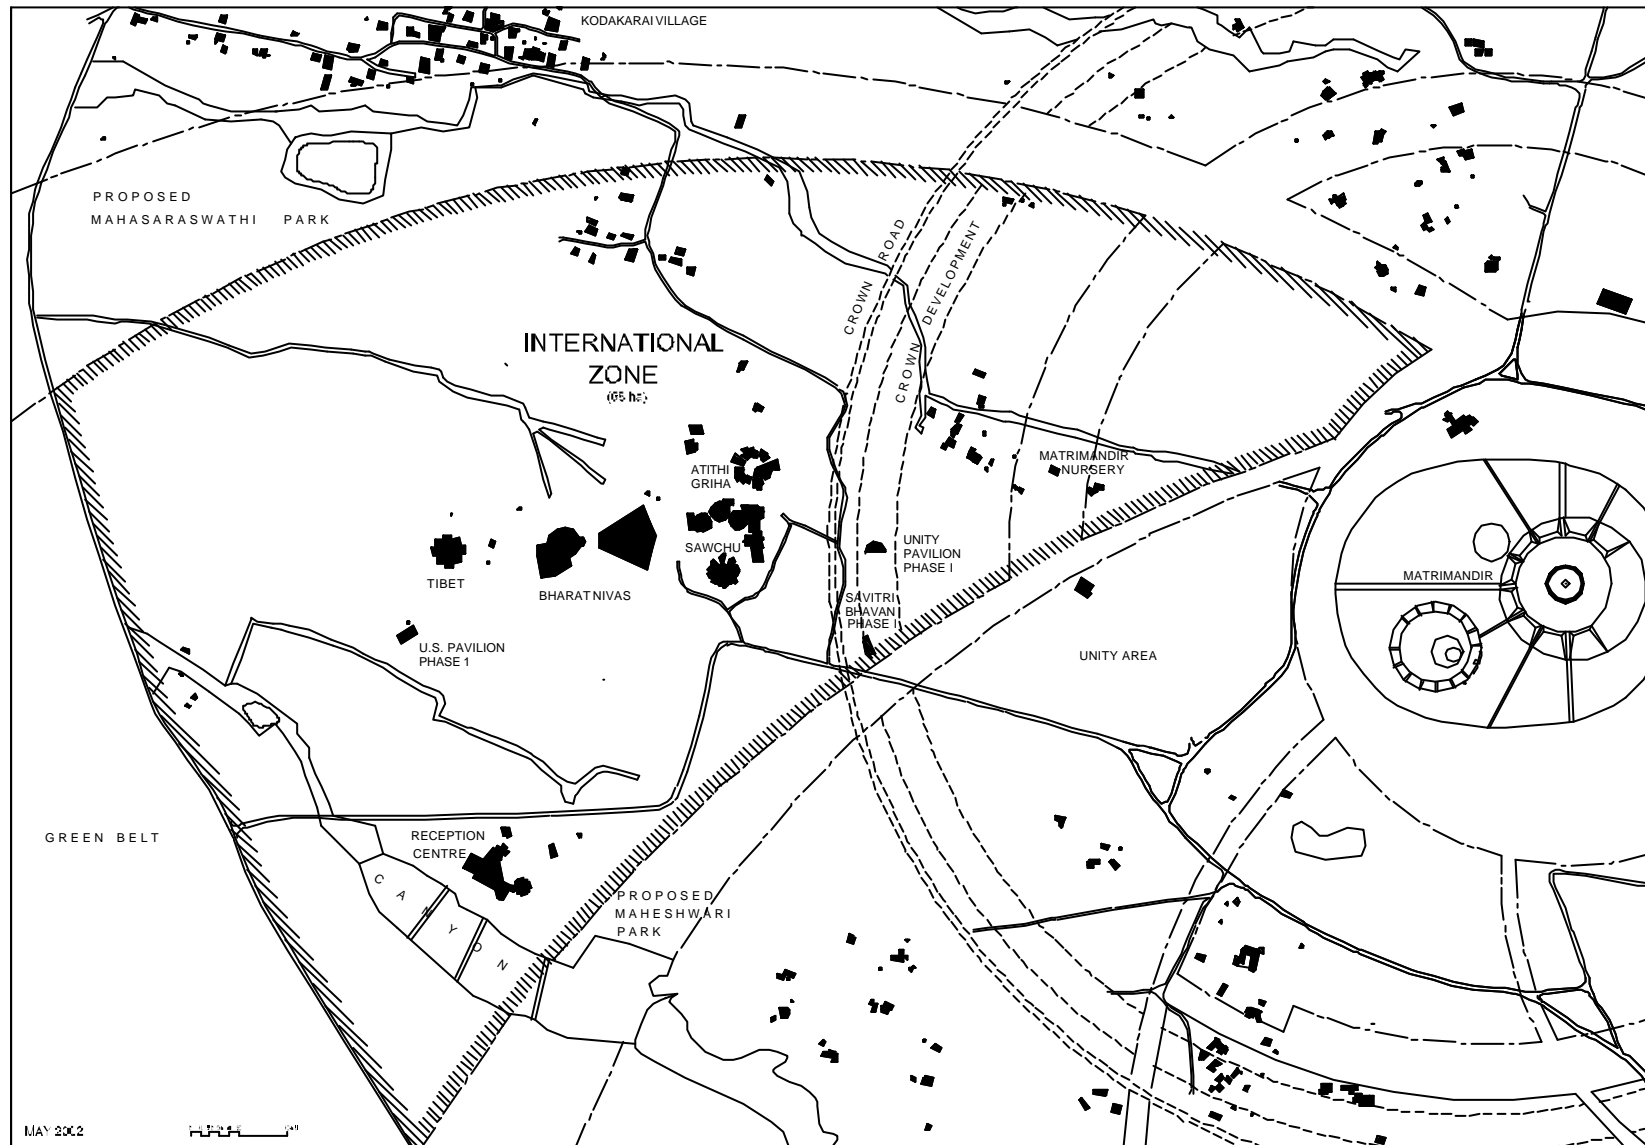 KODAKARAI VILLAGE
PROPOSED
MAHASARASWATHI PARK
CROWN ROAD
CROWN DEVELOPMENT
INTERNATIONAL
ZONE
ATITHI
GRIHA
MATRIMANDIR
NURSERY
SAWCHU
UNITY
PAVILION
PHASE I
TIBET
BHARAT NIVAS
MATRIMANDIR
SAVITRI
BHAVAN
PHASE I
U.S. PAVILION
PHASE 1
UNITY AREA
GREEN BELT
RECEPTION
CENTRE
CANYON
PROPOSED
MAHESHWARI
PARK
MAY 2002